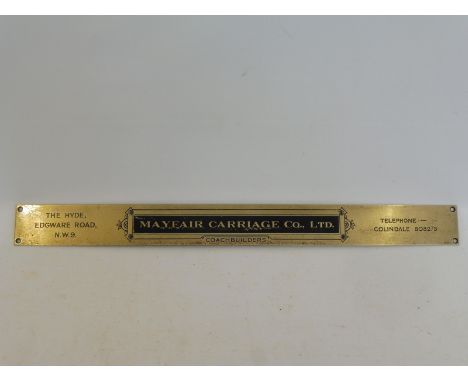 THE HYDE,
EDGWARE ROAD,
N.W.9.
MAYFAIR CARRIAGE CO., LTD.
COACHBUILDERS
TELEPHONE:—
COLINDALE